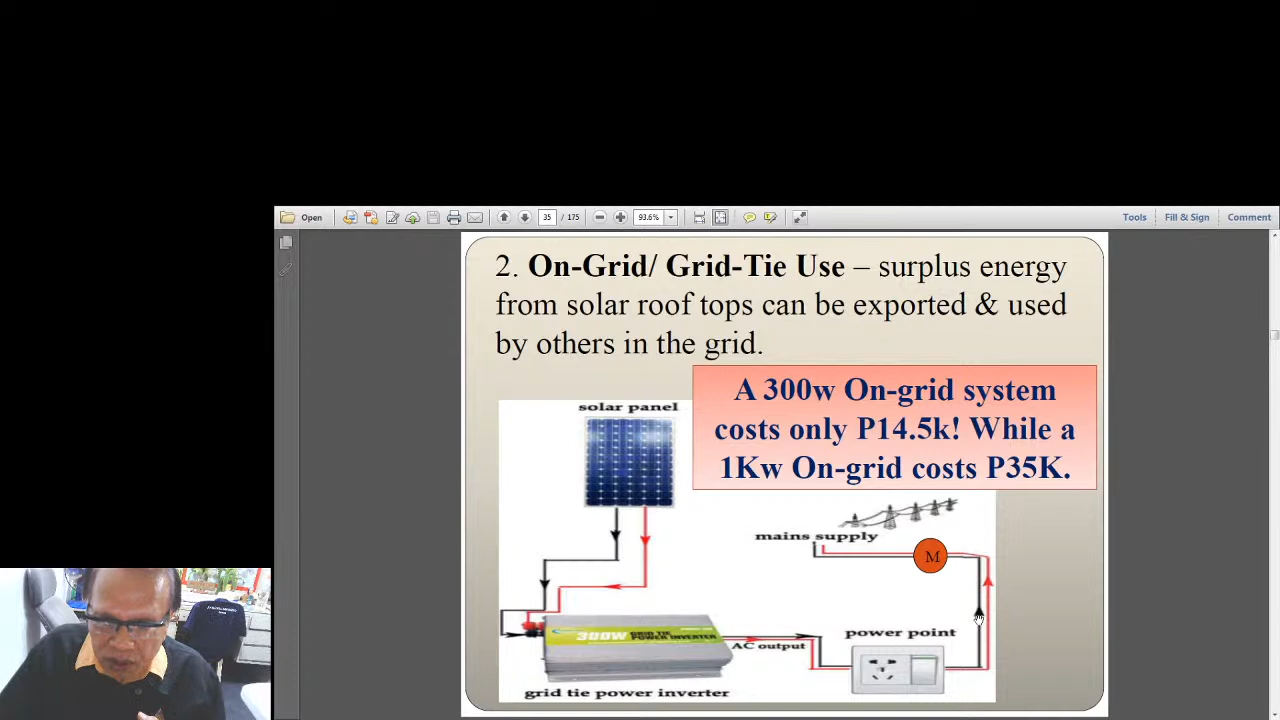 Open
35 / 175
93.6%
Tools
Fill & Sign
Comment
2. On-Grid/ Grid-Tie Use – surplus energy
from solar roof tops can be exported & used
by others in the grid.
A 300w On-grid system
costs only P14.5k! While a
1Kw On-grid costs P35K.
solar panel
mains supply
M
power point
300W GRID TIE
POWER INVERTER
AC output
grid tie power inverter